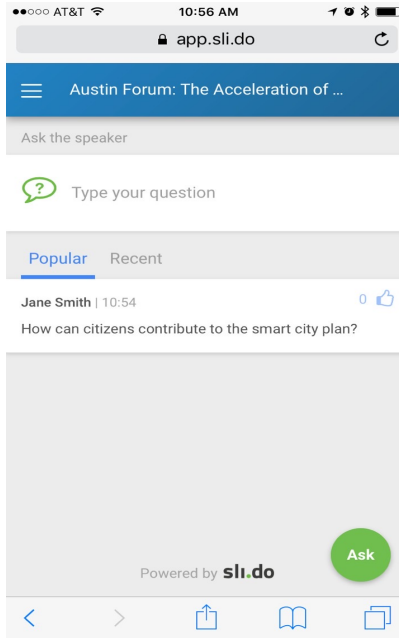 AT&T 10:56 AM
app.sli.do
Austin Forum: The Acceleration of ...
Ask the speaker
? Type your question
Popular Recent
Jane Smith | 10:54 0
How can citizens contribute to the smart city plan?
Ask
Powered by sli.do